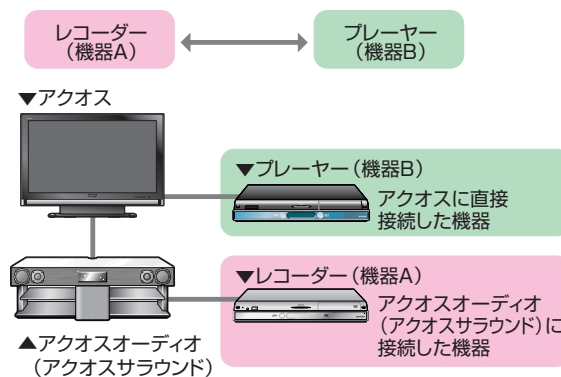 レコーダー
（機器A）
プレーヤー
（機器B）
▼アクオス
▼プレーヤー（機器B）
アクオスに直接
接続した機器
▼レコーダー（機器A）
アクオスオーディオ
（アクオスサラウンド）に
接続した機器
▲アクオスオーディオ
（アクオスサラウンド）